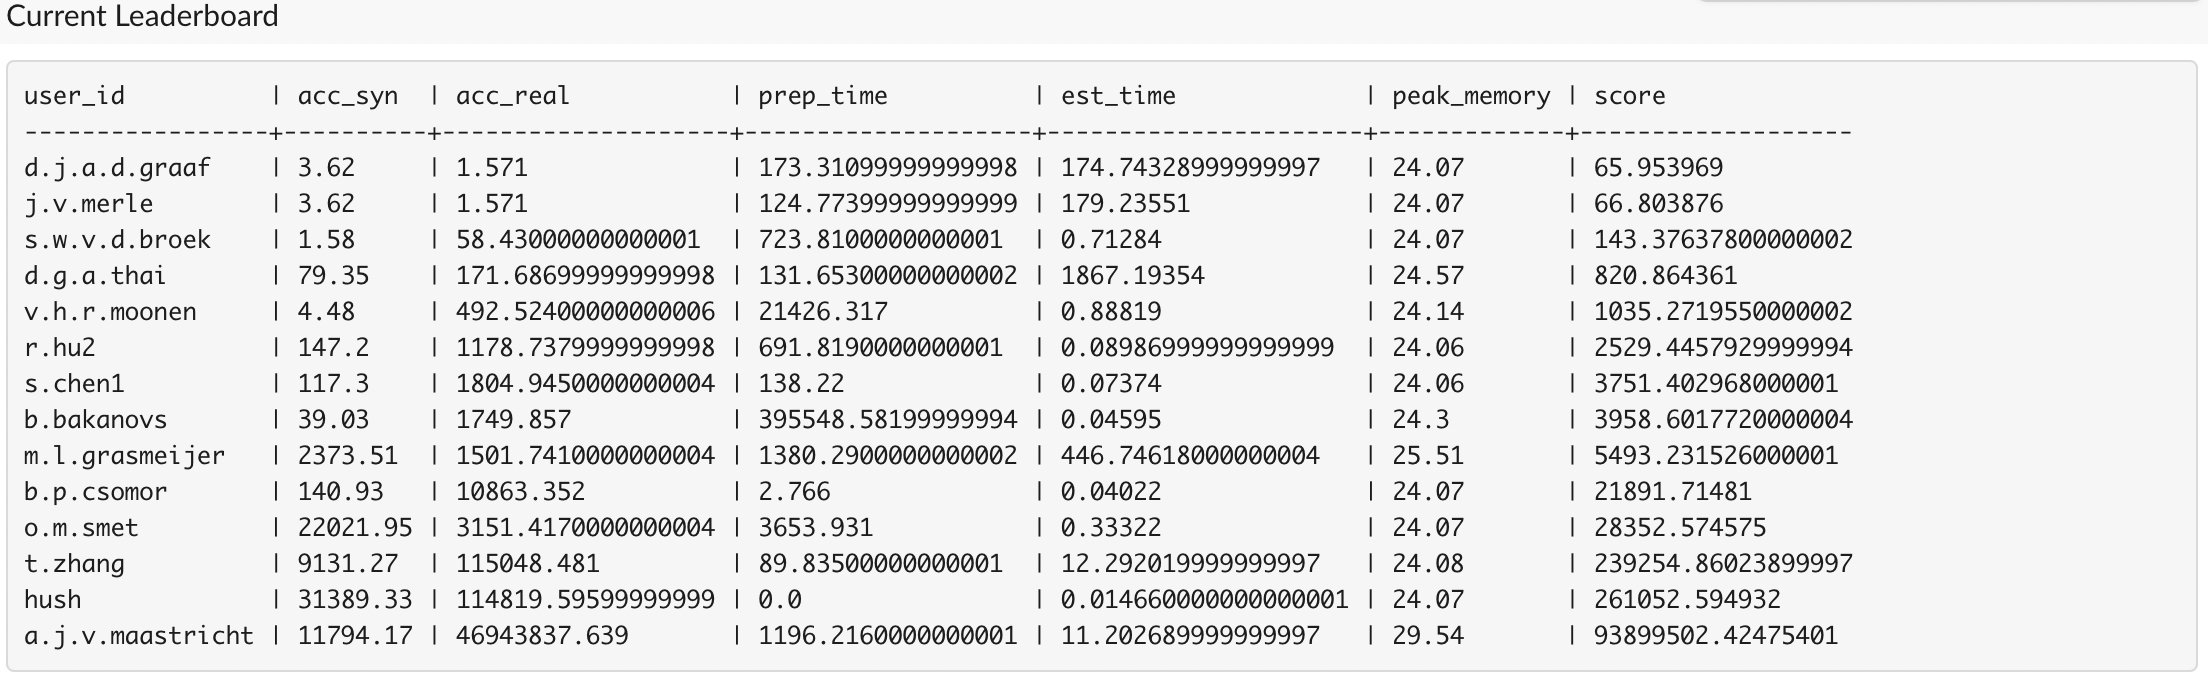 Current Leaderboard
user_id | acc_syn | acc_real | prep_time | est_time | peak_memory | score
-----------------+----------+--------------------+--------------------+----------------------+-------------+-------------------
d.j.a.d.graaf | 3.62 | 1.571 | 173.31099999999998 | 174.74328999999997 | 24.07 | 65.953969
j.v.merle | 3.62 | 1.571 | 124.77399999999999 | 179.23551 | 24.07 | 66.803876
s.w.v.d.broek | 1.58 | 58.43000000000001 | 723.8100000000001 | 0.71284 | 24.07 | 143.37637800000002
d.g.a.thai | 79.35 | 171.68699999999998 | 131.65300000000002 | 1867.19354 | 24.57 | 820.864361
v.h.r.moonen | 4.48 | 492.52400000000006 | 21426.317 | 0.88819 | 24.14 | 1035.2719550000002
r.hu2 | 147.2 | 1178.7379999999998 | 691.8190000000001 | 0.08986999999999999 | 24.06 | 2529.4457929999994
s.chen1 | 117.3 | 1804.9450000000004 | 138.22 | 0.07374 | 24.06 | 3751.402968000001
b.bakanovs | 39.03 | 1749.857 | 395548.58199999994 | 0.04595 | 24.3 | 3958.6017720000004
m.l.grasmeijer | 2373.51 | 1501.7410000000004 | 1380.2900000000002 | 446.74618000000004 | 25.51 | 5493.231526000001
b.p.csomor | 140.93 | 10863.352 | 2.766 | 0.04022 | 24.07 | 21891.71481
o.m.smet | 22021.95 | 3151.4170000000004 | 3653.931 | 0.33322 | 24.07 | 28352.574575
t.zhang | 9131.27 | 115048.481 | 89.83500000000001 | 12.292019999999997 | 24.08 | 239254.86023899997
hush | 31389.33 | 114819.59599999999 | 0.0 | 0.014660000000000001 | 24.07 | 261052.594932
a.j.v.maastricht | 11794.17 | 46943837.639 | 1196.2160000000001 | 11.202689999999997 | 29.54 | 93899502.42475401